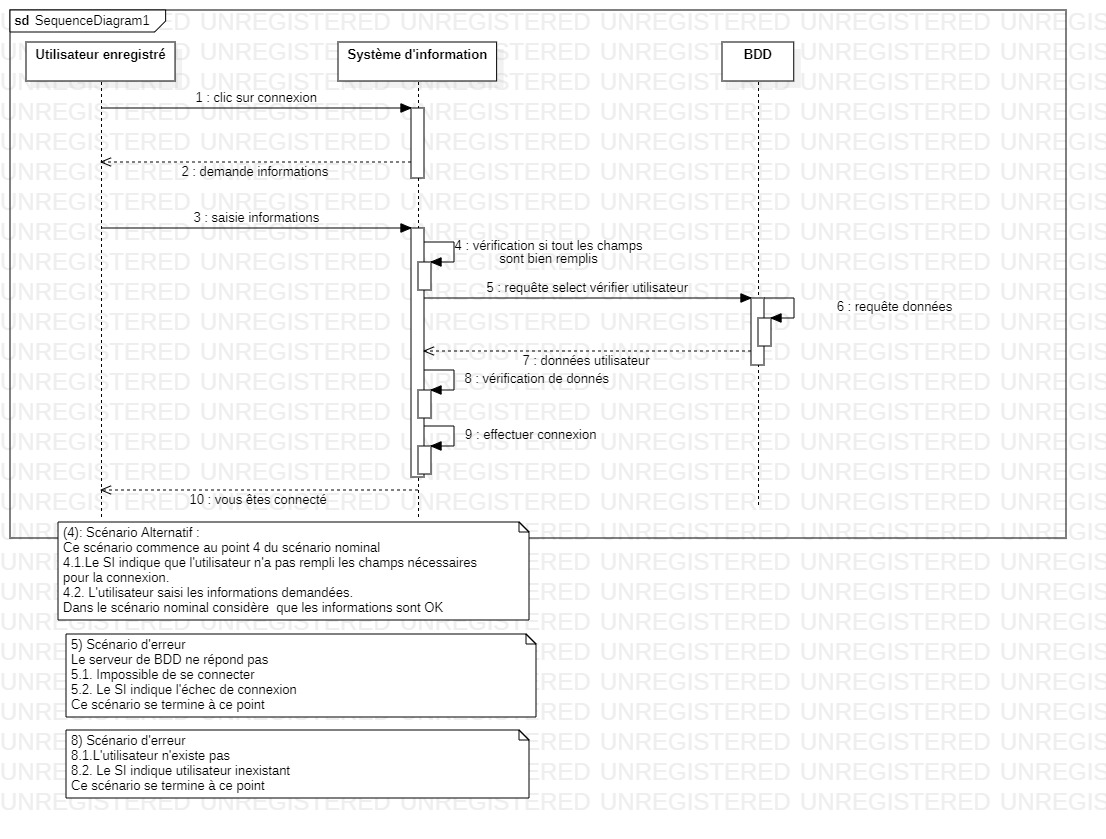 sd SequenceDiagram1
Utilisateur enregistré
Système d'information
BDD
1 : clic sur connexion
2 : demande informations
3 : saisie informations
4 : vérification si tout les champs
sont bien remplis
5 : requête select vérifier utilisateur
6 : requête données
7 : données utilisateur
8 : vérification de donnés
9 : effectuer connexion
10 : vous êtes connecté
(4): Scénario Alternatif :
Ce scénario commence au point 4 du scénario nominal
4.1.Le SI indique que l'utilisateur n'a pas rempli les champs nécessaires
pour la connexion.
4.2. L'utilisateur saisi les informations demandées.
Dans le scénario nominal considère  que les informations sont OK
5) Scénario d'erreur
Le serveur de BDD ne répond pas
5.1. Impossible de se connecter
5.2. Le SI indique l'échec de connexion
Ce scénario se termine à ce point
8) Scénario d'erreur
8.1.L'utilisateur n'existe pas
8.2. Le SI indique utilisateur inexistant
Ce scénario se termine à ce point
UNREGISTERED